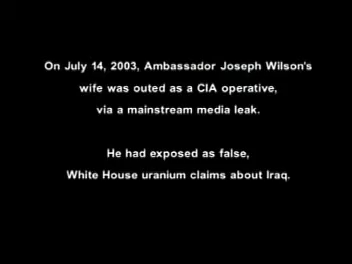 On July 14, 2003, Ambassador Joseph Wilson's
wife was outed as a CIA operative,
via a mainstream media leak.
He had exposed as false,
White House uranium claims about Iraq.